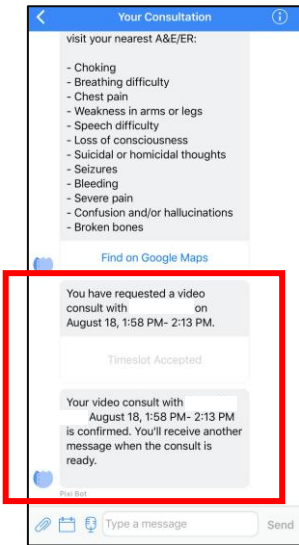 Your Consultation
visit your nearest A&E/ER:
- Choking
- Breathing difficulty
- Chest pain
- Weakness in arms or legs
- Speech difficulty
- Loss of consciousness
- Suicidal or homicidal thoughts
- Seizures
- Bleeding
- Severe pain
- Confusion and/or hallucinations
- Broken bones
Find on Google Maps
You have requested a video
consult with on
August 18, 1:58 PM- 2:13 PM.
Timeslot Accepted
Your video consult with
August 18, 1:58 PM- 2:13 PM
is confirmed. You'll receive another
message when the consult is
ready.
Pixi Bot
Type a message
Send